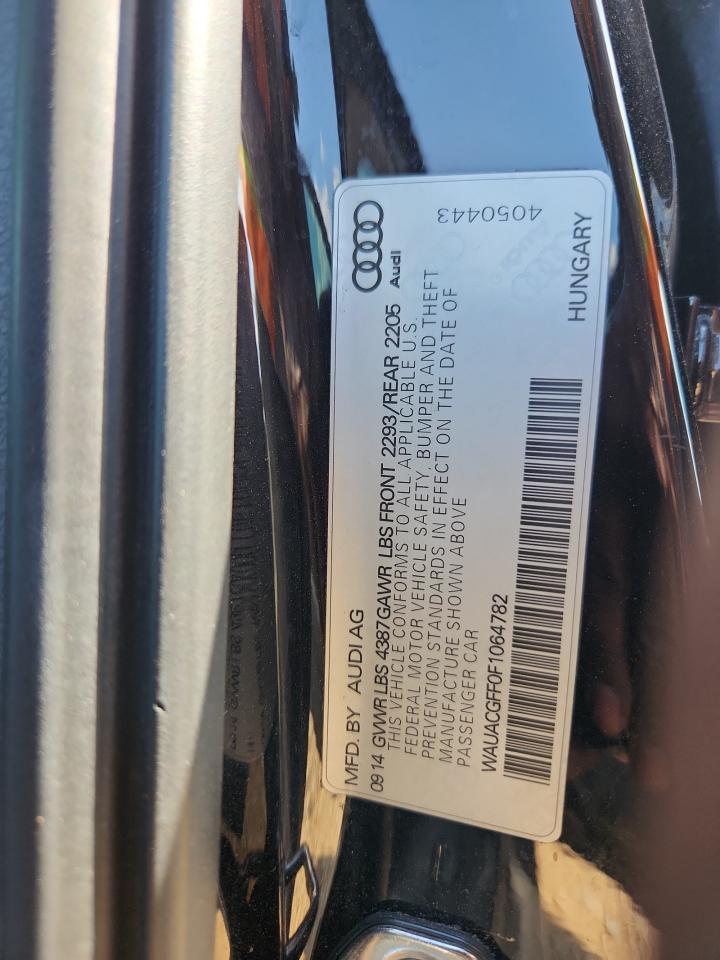 MFD. BY AUDI AG
0914 GVWR LBS 4387 GAWR LBS FRONT 2293/REAR 2205
Audi
THIS VEHICLE CONFORMS TO ALL APPLICABLE U.S.
FEDERAL MOTOR VEHICLE SAFETY, BUMPER AND THEFT
PREVENTION STANDARDS IN EFFECT ON THE DATE OF
MANUFACTURE SHOWN ABOVE
PASSENGER CAR
4050443
WAUACGFF0F1064782
HUNGARY